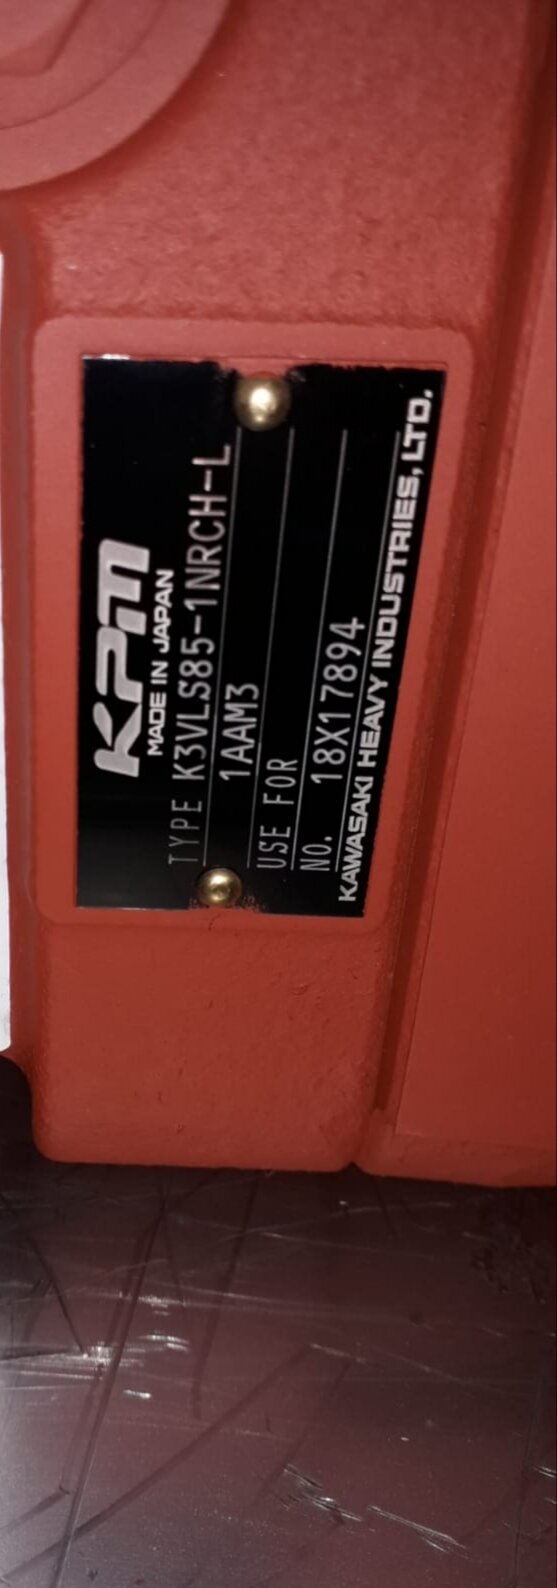 KPM
MADE IN JAPAN
TYPE K3VLS85-1NRCH-L
1AAM3
USE FOR
NO. 18X17894
KAWASAKI HEAVY INDUSTRIES, LTD.